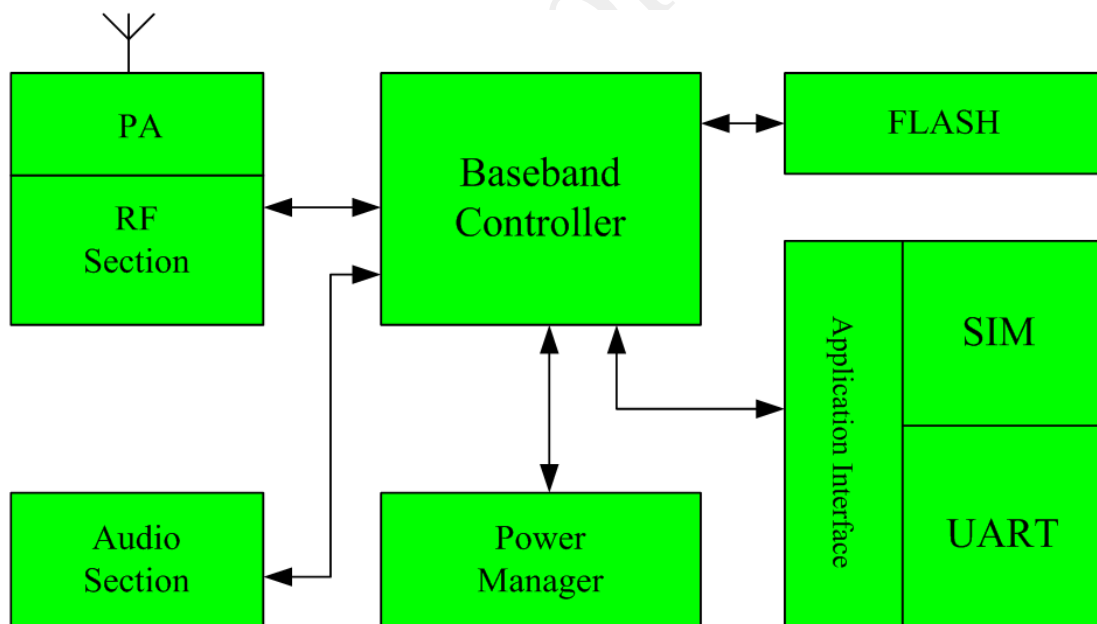 PA
RF
Section
Baseband
Controller
FLASH
Application Interface
SIM
UART
Audio
Section
Power
Manager